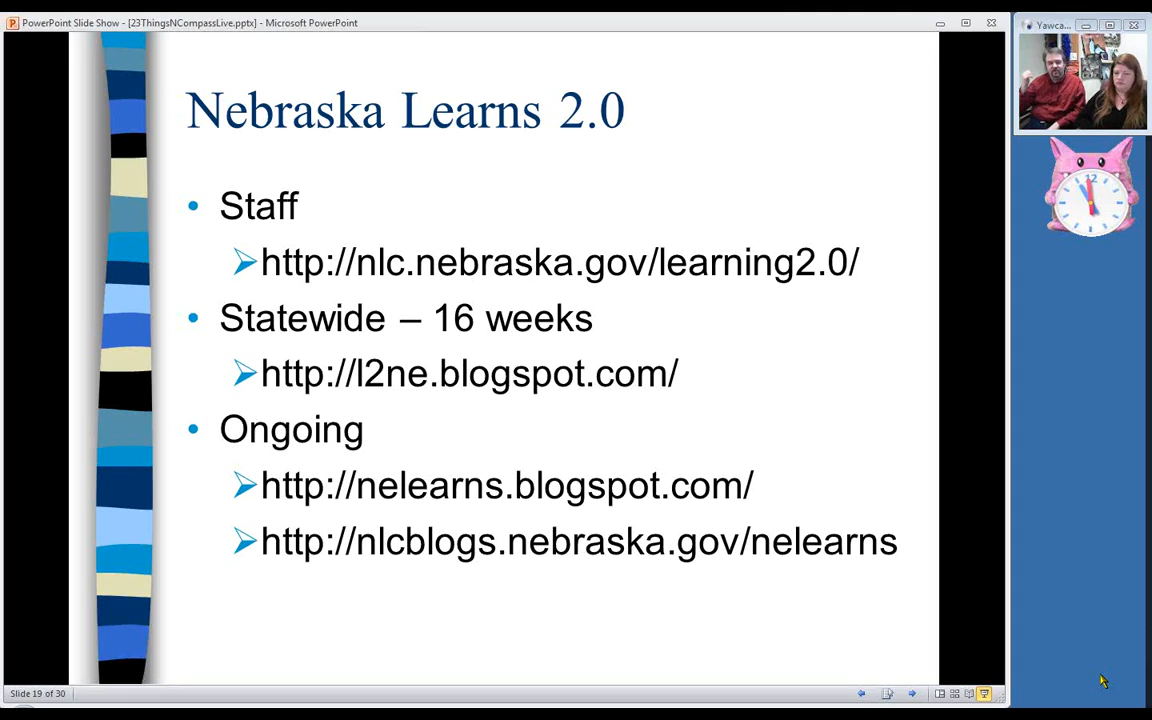 PowerPoint Slide Show - [23ThingsNCompassLive.pptx] - Microsoft PowerPoint
Yawca...
Nebraska Learns 2.0
• Staff
http://nlc.nebraska.gov/learning2.0/
• Statewide – 16 weeks
http://l2ne.blogspot.com/
• Ongoing
http://nelearns.blogspot.com/
http://nlcblogs.nebraska.gov/nelearns
12
Slide 19 of 30